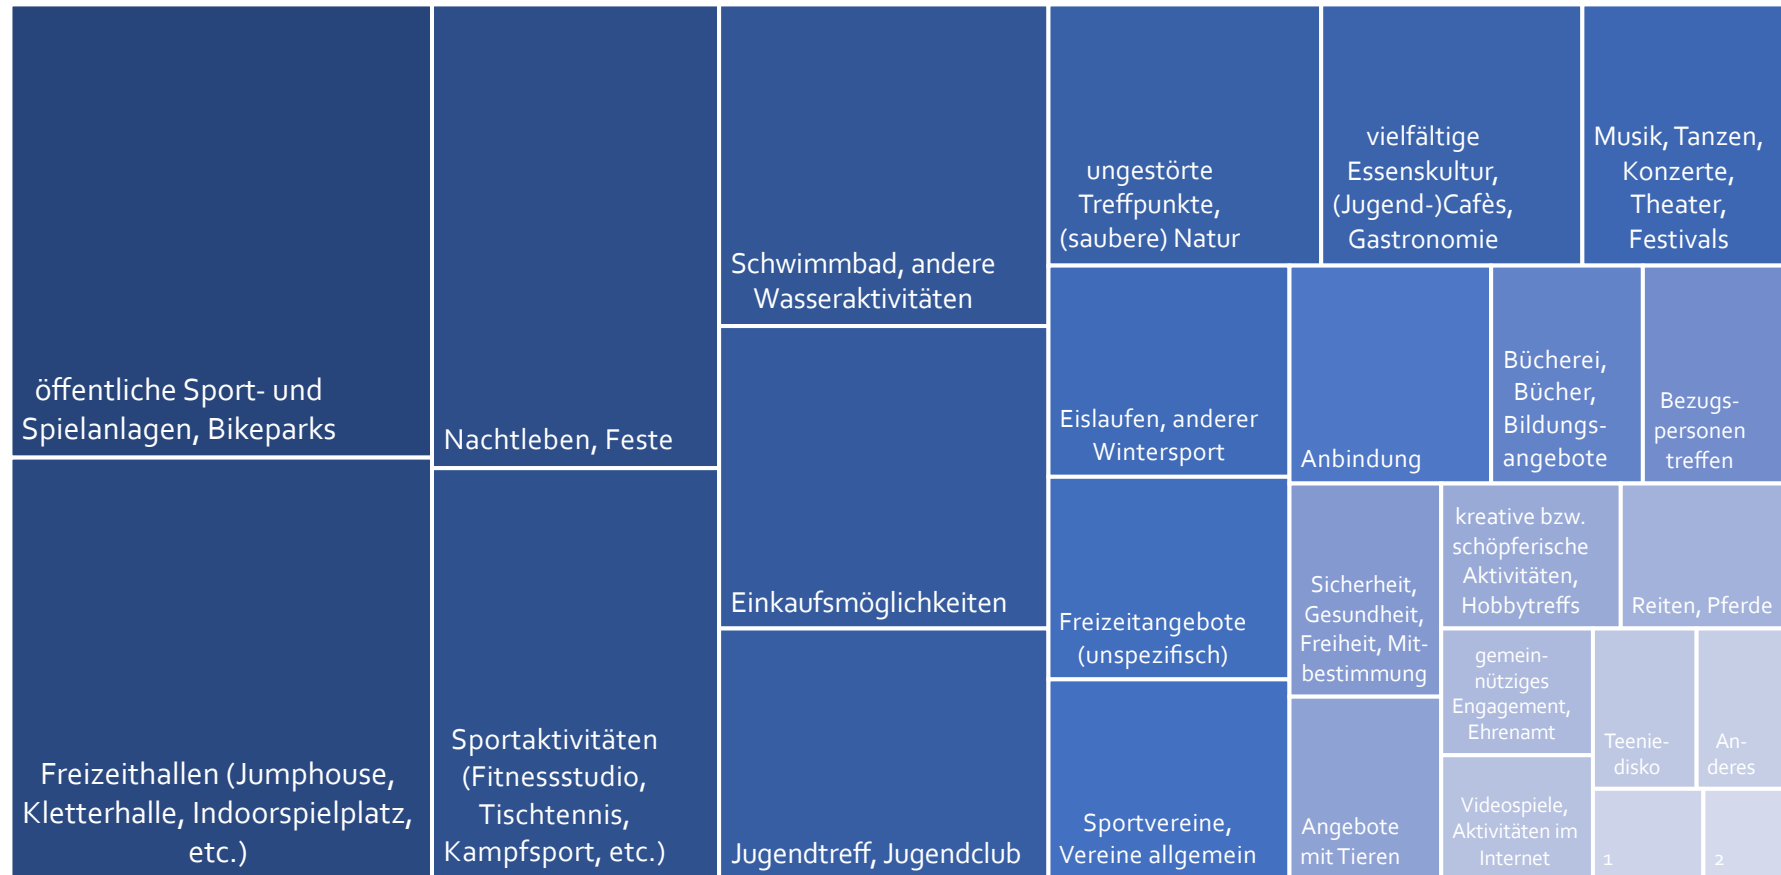 öffentliche Sport- und
Spielanlagen, Bikeparks
Freizeithallen (Jumphouse,
Kletterhalle, Indoorspielplatz,
etc.)
Nachtleben, Feste
Sportaktivitäten
(Fitnessstudio,
Tischtennis,
Kampfsport, etc.)
Schwimmbad, andere
Wasseraktivitäten
Einkaufsmöglichkeiten
Jugendtreff, Jugendclub
ungestörte
Treffpunkte,
(saubere) Natur
vielfältige
Essenskultur,
(Jugend-)Cafès,
Gastronomie
Musik, Tanzen,
Konzerte,
Theater,
Festivals
Eislaufen, anderer
Wintersport
Freizeitangebote
(unspezifisch)
Sportvereine,
Vereine allgemein
Anbindung
Bücherei,
Bücher,
Bildungs-
angebote
Bezugs-
personen
treffen
Sicherheit,
Gesundheit,
Freiheit, Mit-
bestimmung
Angebote
mit Tieren
kreative bzw.
schöpferische
Aktivitäten,
Hobbytreffs
Reiten, Pferde
gemein-
nütziges
Engagement,
Ehrenamt
Videospiele,
Aktivitäten im
Internet
Teenie-
disko
An-
deres
1
2